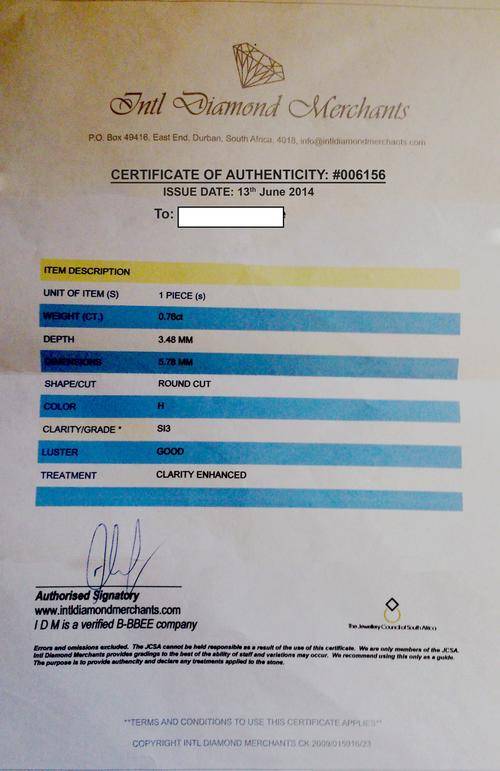 Intl Diamond Merchants
P.O. Box 49416, East End, Durban, South Africa, 4018, info@intldiamondmerchants.com
CERTIFICATE OF AUTHENTICITY: #006156
ISSUE DATE: 13th June 2014
To:
ITEM DESCRIPTION
UNIT OF ITEM (S) 1 PIECE (s)
WEIGHT (CT.) 0.76ct
DEPTH 3.48 MM
DIMENSIONS 5.78 MM
SHAPE/CUT ROUND CUT
COLOR H
CLARITY/GRADE * SI3
LUSTER GOOD
TREATMENT CLARITY ENHANCED
Authorised Signatory
www.intldiamondmerchants.com
I D M is a verified B-BBEE company
The Jewellery Council of South Africa
Errors and omissions excluded. The JCSA cannot be held responsible as a result of the use of this certificate. We are only members of the JCSA.
Intl Diamond Merchants provides gradings to the best of the ability of staff and variations may occur. We recommend using this only as a guide.
The purpose is to provide authencity and declare any treatments applied to the stone.
**TERMS AND CONDITIONS TO USE THIS CERTIFICATE APPLIES**
COPYRIGHT INTL DIAMOND MERCHANTS CK 2009/015916/23